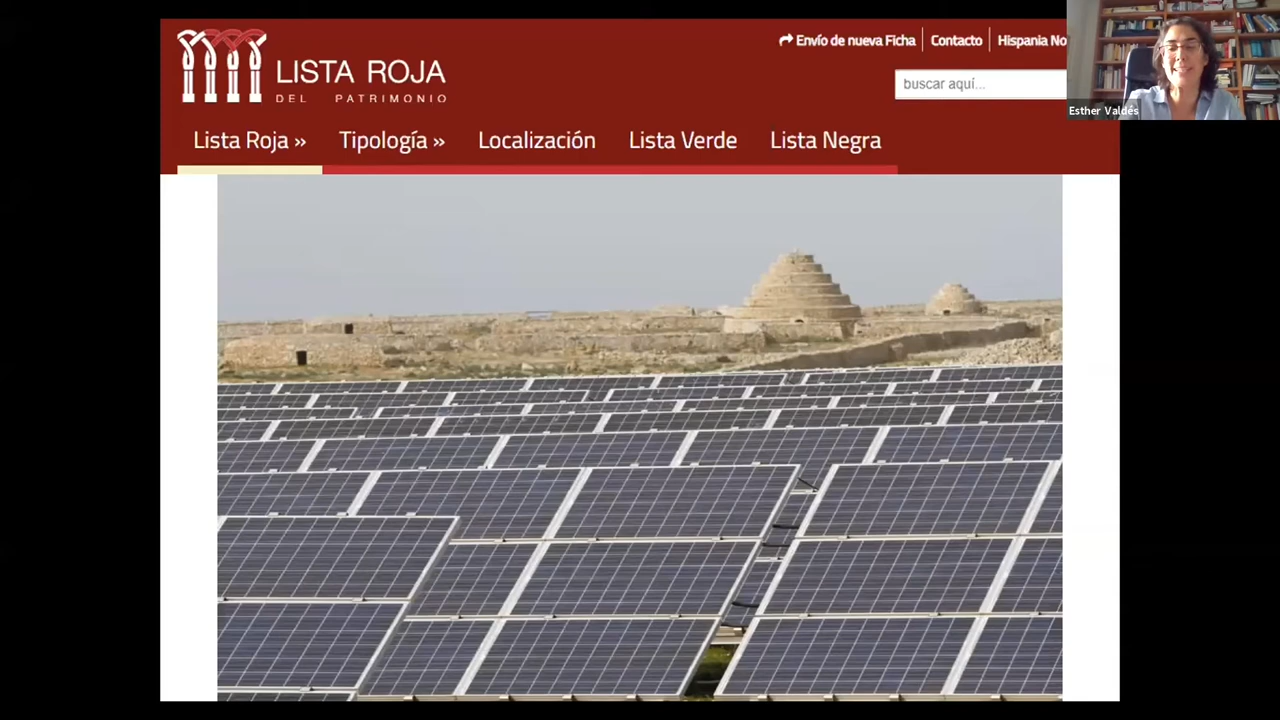 Envío de nueva Ficha
Contacto
Hispania No
LISTA ROJA
DEL PATRIMONIO
buscar aquí...
Esther Valdés
Lista Roja »
Tipología »
Localización
Lista Verde
Lista Negra